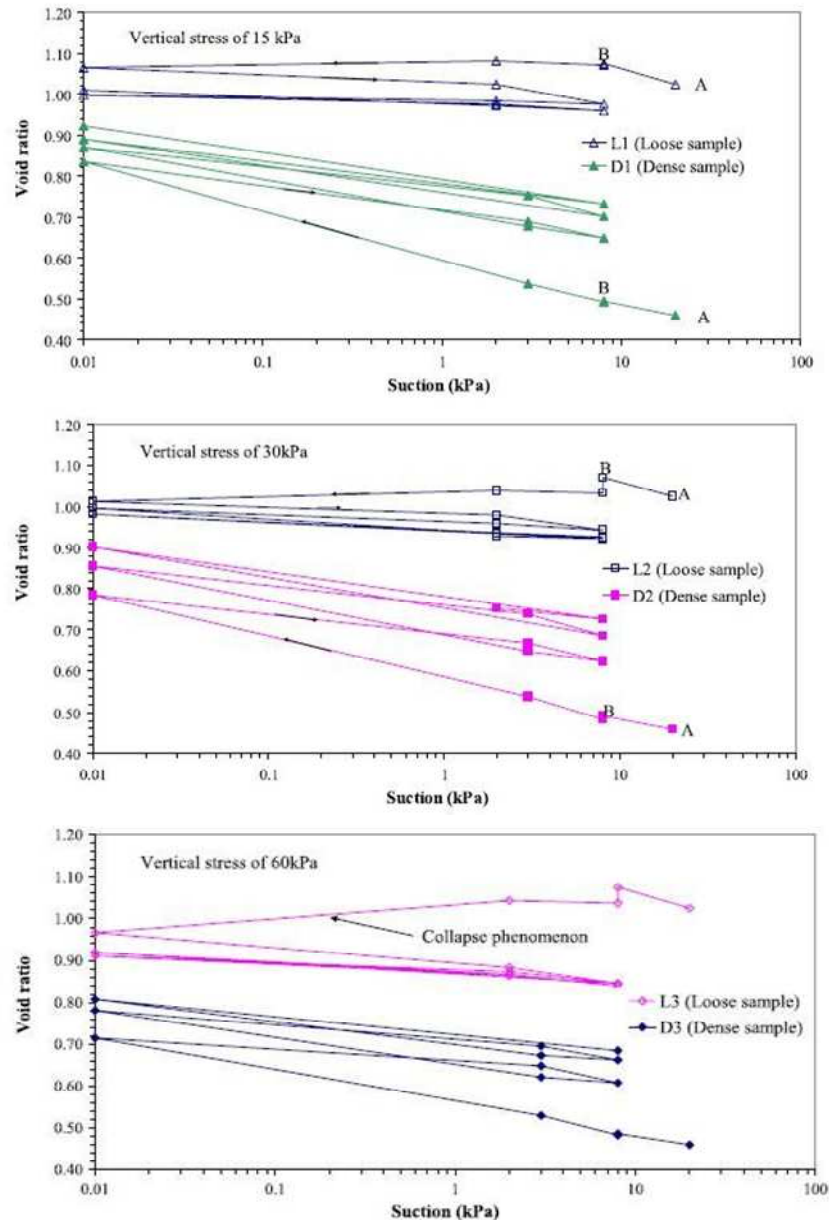 1.20
Vertical stress of 15 kPa
1.10
B
A
1.00
0.90
L1 (Loose sample)
0.80
D1 (Dense sample)
0.70
0.60
0.50
B
A
0.40
Void ratio
0.01 0.1 1 10 100
Suction (kPa)
1.20
Vertical stress of 30kPa
1.10
B
A
1.00
0.90
L2 (Loose sample)
0.80
D2 (Dense sample)
0.70
0.60
0.50
B
A
0.40
Void ratio
0.01 0.1 1 10 100
Suction (kPa)
1.20
Vertical stress of 60kPa
1.10
1.00
Collapse phenomenon
0.90
0.80
L3 (Loose sample)
D3 (Dense sample)
0.70
0.60
0.50
0.40
Void ratio
0.01 0.1 1 10 100
Suction (kPa)